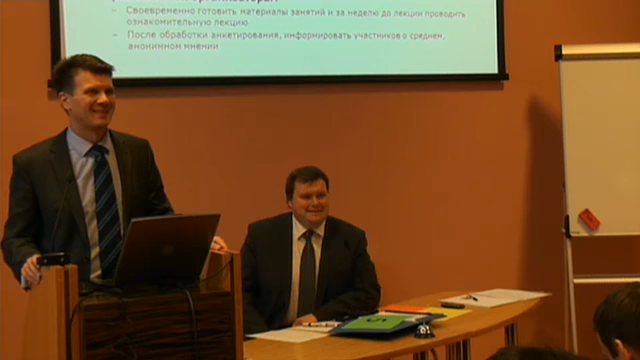 – Своевременно готовить материалы занятий и за неделю до лекции проводить
ознакомительную лекцию
– После обработки анкетирования, информировать участников о среднем,
анонимном мнении